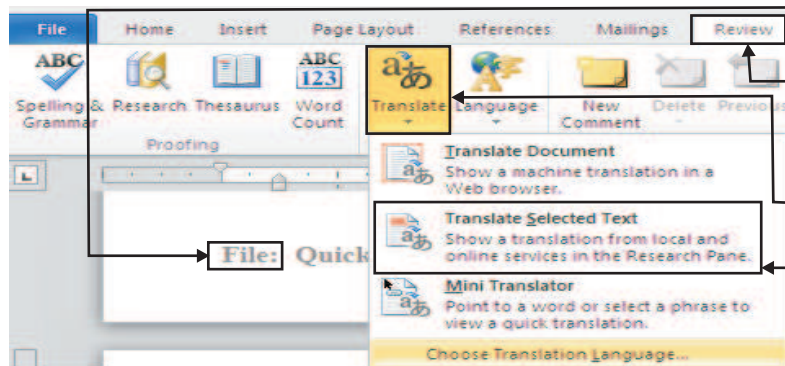 File Home Insert Page Layout References Mailings Review
ABC ABC 123 aあ
Spelling & Grammar Research Thesaurus Word Count Translate Language New Comment Delete Previous
Proofing
Translate Document
Show a machine translation in a
Web browser.
Translate Selected Text
Show a translation from local and
online services in the Research Pane.
File: Quick
Mini Translator
Point to a word or select a phrase to
view a quick translation.
Choose Translation Language...